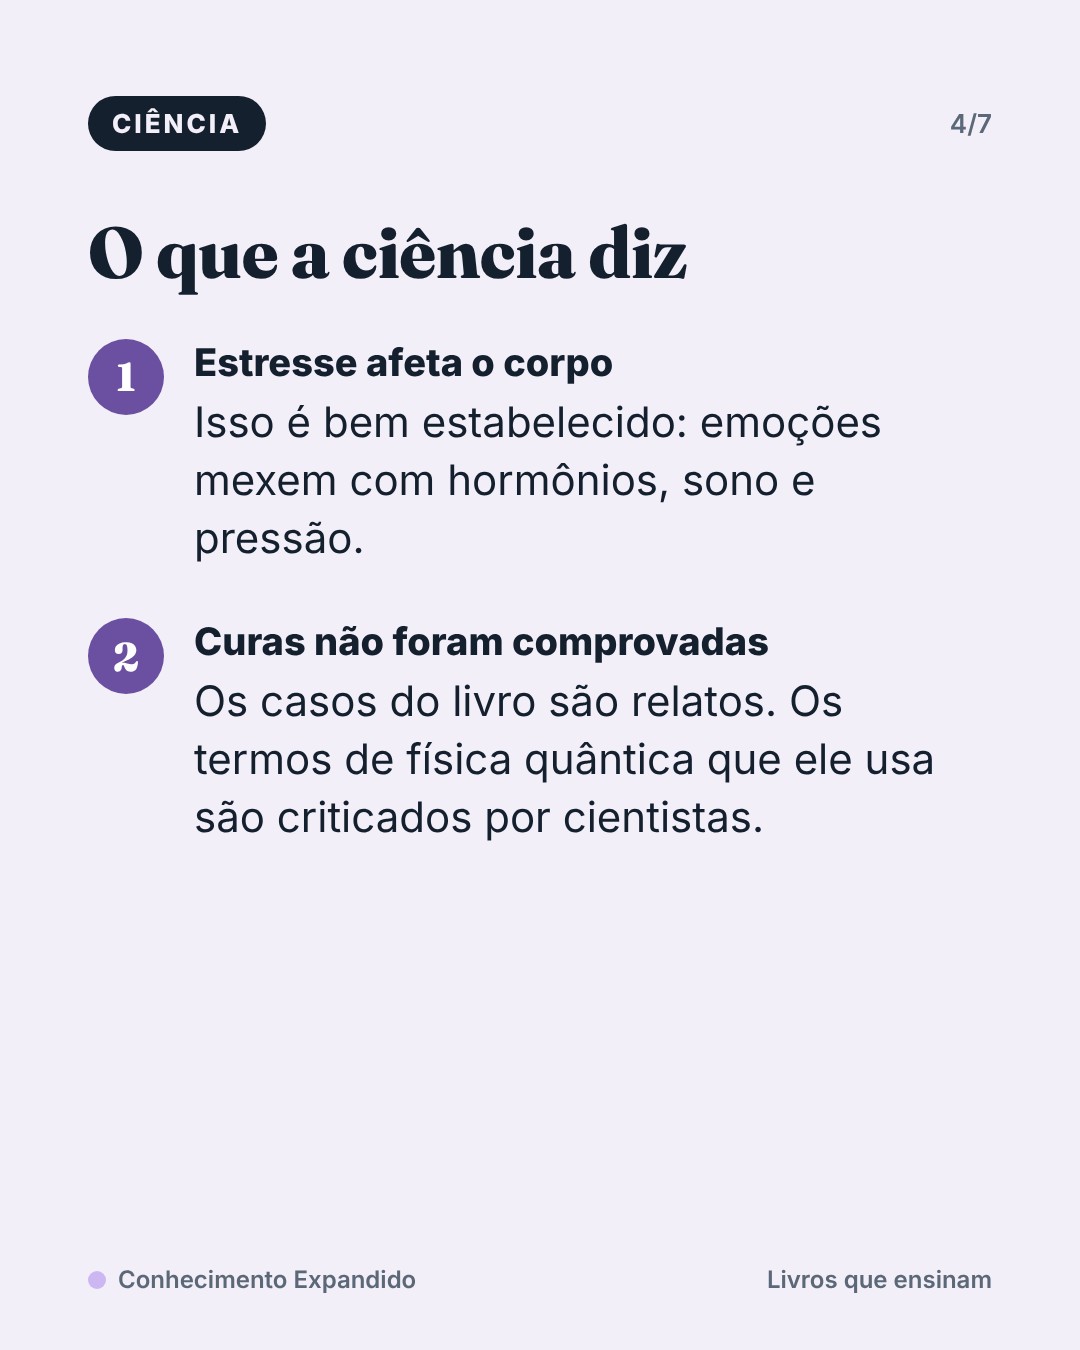 CIÊNCIA
4/7
O que a ciência diz
1
Estresse afeta o corpo
Isso é bem estabelecido: emoções
mexem com hormônios, sono e
pressão.
2
Curas não foram comprovadas
Os casos do livro são relatos. Os
termos de física quântica que ele usa
são criticados por cientistas.
Conhecimento Expandido
Livros que ensinam